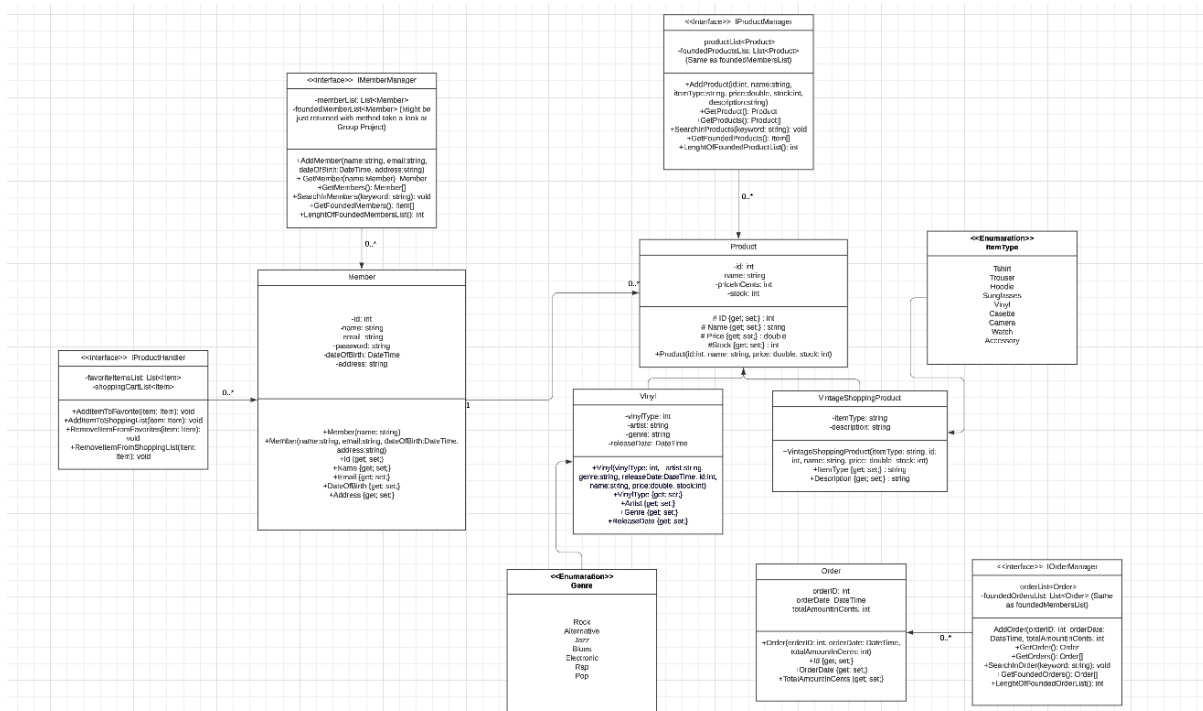 <<interface>> IProductManager
productList<Product>
-foundedProductsList: List<Product>
(Same as foundedMembersList)
+AddProduct(id:int, name:string,
itemType:string, price:double, stock:int,
description:string)
+GetProduct(): Product
+GetProducts(): Product[]
+SearchInProducts(keyword: string): void
+GetFoundedProducts(): Item[]
+LenghtOfFoundedProductList(): int
0..*
<<interface>> IMemberManager
-memberList: List<Member>
-foundedMemberList<Member> (Might be
just returned with method take a look at
Group Project)
+AddMember(name:string, email:string,
dateOfBirth:DateTime, address:string)
+ GetMember(name:Member) Member
+GetMembers(): Member[]
+SearchInMembers(keyword: string): void
+GetFoundedMembers(): Item[]
+LenghtOfFoundedMembersList(): int
0..*
Member
-id: int
-name: string
email: string
-password: string
-dateOfBirth: DateTime
-address: string
+Member(name: string)
+Member(name:string, email:string, dateOfBirth:DateTime,
address:string)
+Id {get; set;}
+Name {get; set;}
+Email {get; set;}
+DateOfBirth {get; set;}
+Address {get; set;}
<<interface>> IProductHandler
-favoriteItemsList: List<Item>
-shoppingCartList<Item>
+AddItemToFavorite(item: Item): void
+AddItemToShoppingList(item: Item): void
+RemoveItemFromFavorites(item: Item):
void
+RemoveItemFromShoppingList(item:
Item): void
0..*
1
0..*
Product
-id: int
name: string
-priceInCents: int
-stock: int
# ID {get; set;} : int
# Name {get; set;} : string
# Price {get; set;} : double
#Stock {get; set;} : int
+Product(id:int, name: string, price: double, stock: int)
<<Enumaration>>
ItemType
Tshirt
Trouser
Hoodie
Sunglasses
Vinyl
Casette
Camera
Watch
Accessory
Vinyl
-vinylType: int
-artist: string
-genre: string
-releaseDate: DateTime
+Vinyl(vinylType: int, artist:string,
genre:string, releaseDate:DateTime, id:int,
name:string, price:double, stock:int)
+VinylType {get; set;}
+Artist {get; set;}
+Genre {get; set;}
+ReleaseDate {get; set;}
VintageShoppingProduct
-itemType: string
-description: string
+VintageShoppingProduct(itemType: string, id:
int, name: string, price: double, stock: int)
+ItemType {get; set;} : string
+Description {get; set;} : string
<<Enumaration>>
Genre
Rock
Alternative
Jazz
Blues
Electronic
Rap
Pop
Order
orderID: int
orderDate DateTime
totalAmountInCents: int
+Order(orderID: int, orderDate: DateTime,
totalAmountInCents: int)
+Id {get; set;}
+OrderDate {get; set;}
+TotalAmountInCents {get; set;}
0..*
<<interface>> IOrderManager
orderList<Order>
-foundedOrdersList: List<Order> (Same
as foundedMembersList)
AddOrder(orderID: int orderDate:
DateTime, totalAmountInCents: int
+GetOrder(): Order
+GetOrders(): Order[]
+SearchInOrder(keyword: string): void
+GetFoundedOrders(): Order[]
+LenghtOfFoundedOrderList(): int